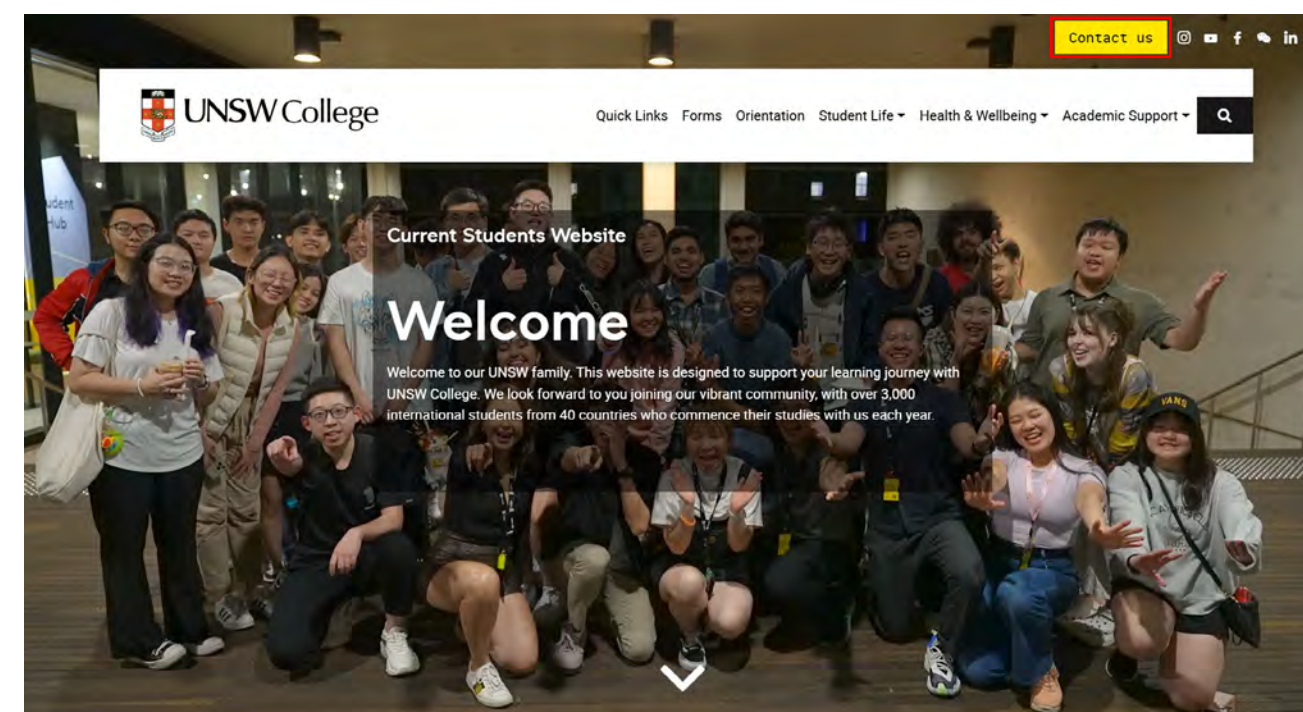 Contact us
UNSW College
Quick Links Forms Orientation Student Life Health & Wellbeing Academic Support
udent
Hub
Current Students Website
Welcome
Welcome to our UNSW family. This website is designed to support your learning journey with
UNSW College. We look forward to you joining our vibrant community, with over 3,000
international students from 40 countries who commence their studies with us each year.
VANS